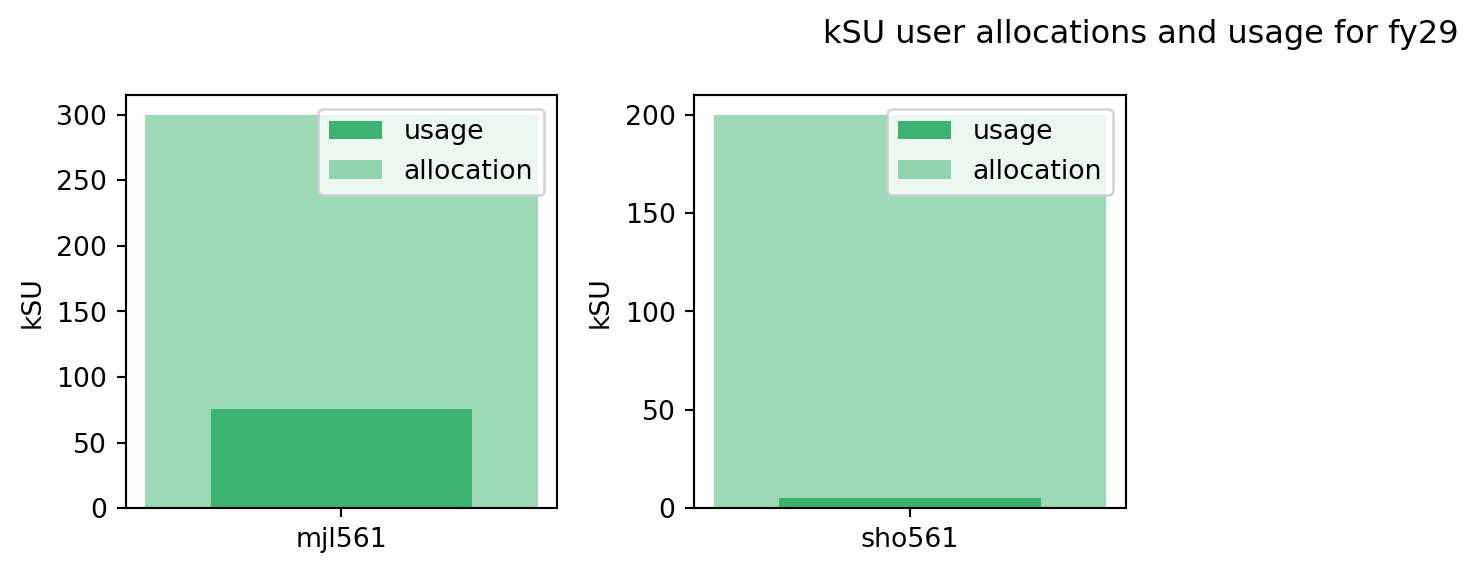 kSU user allocations and usage for fy29
300
250
200
150
100
50
0
kSU
usage
allocation
mjl561
200
150
100
50
0
kSU
usage
allocation
sho561